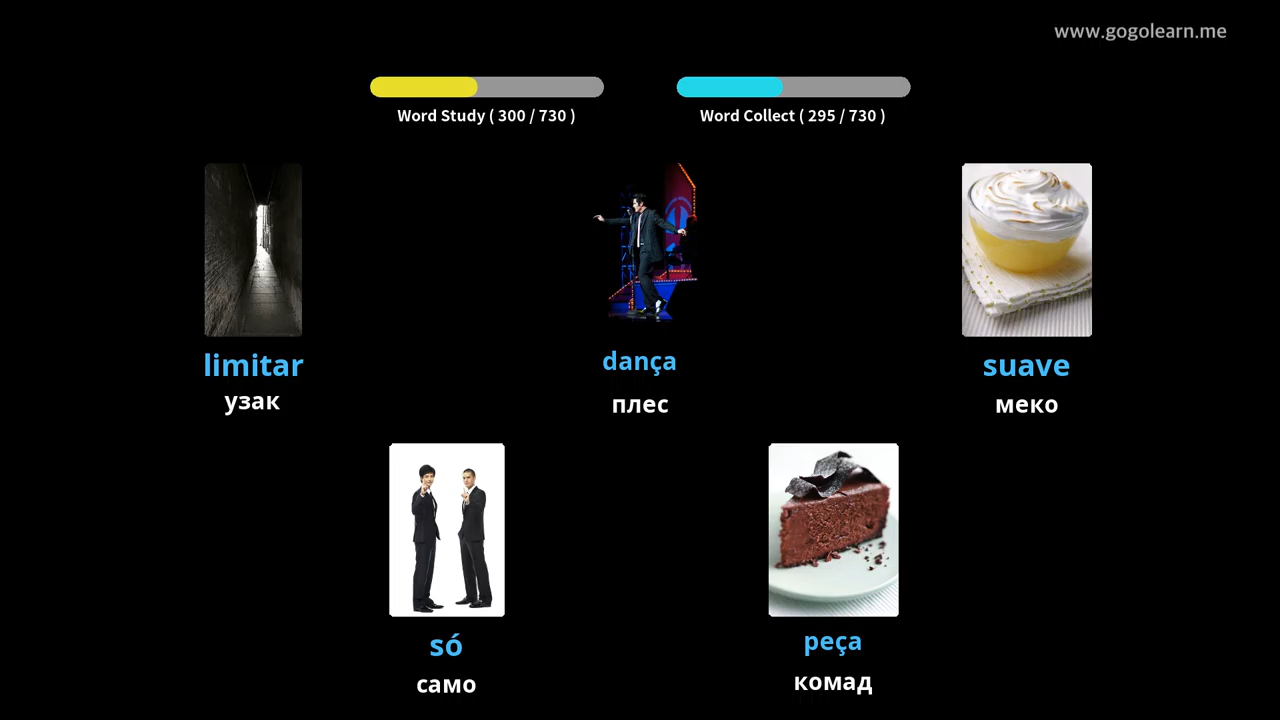 www.gogolearn.me
Word Study ( 300 / 730 )
Word Collect ( 295 / 730 )
limitar
узак
dança
плес
suave
меко
só
само
peça
комад